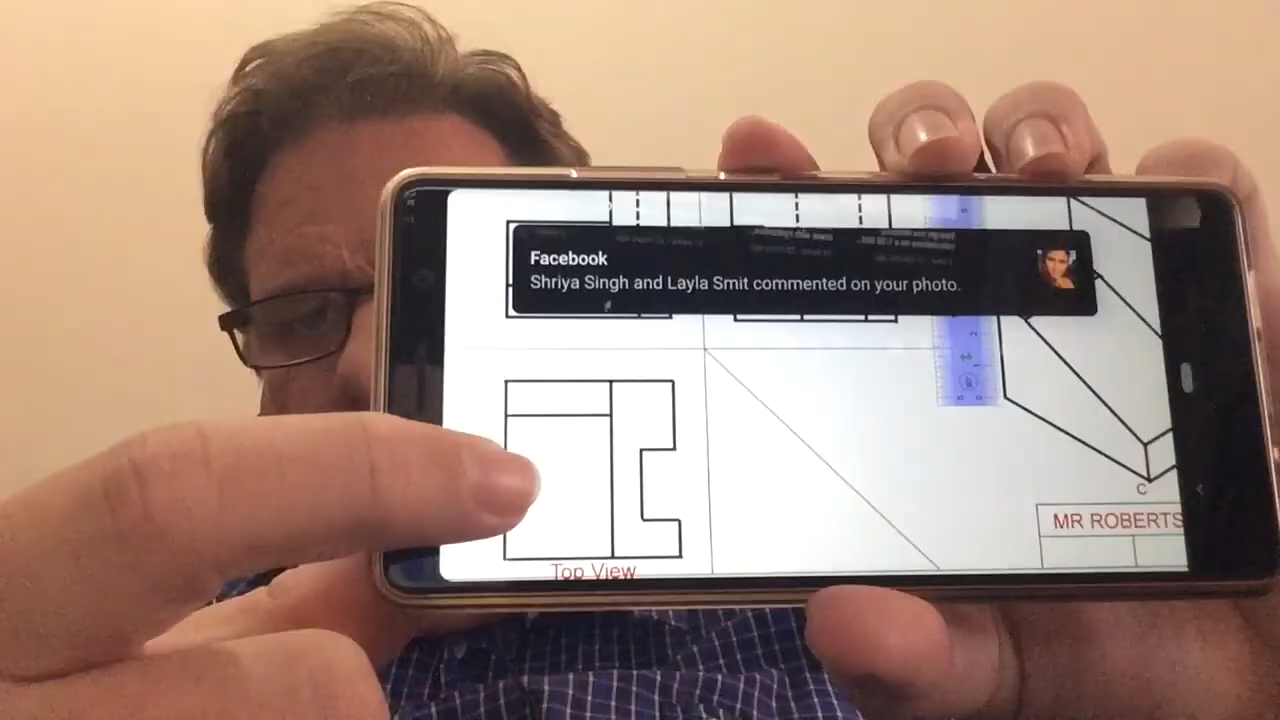 Facebook
Shriya Singh and Layla Smit commented on your photo.
C
MR ROBERTS
Top View